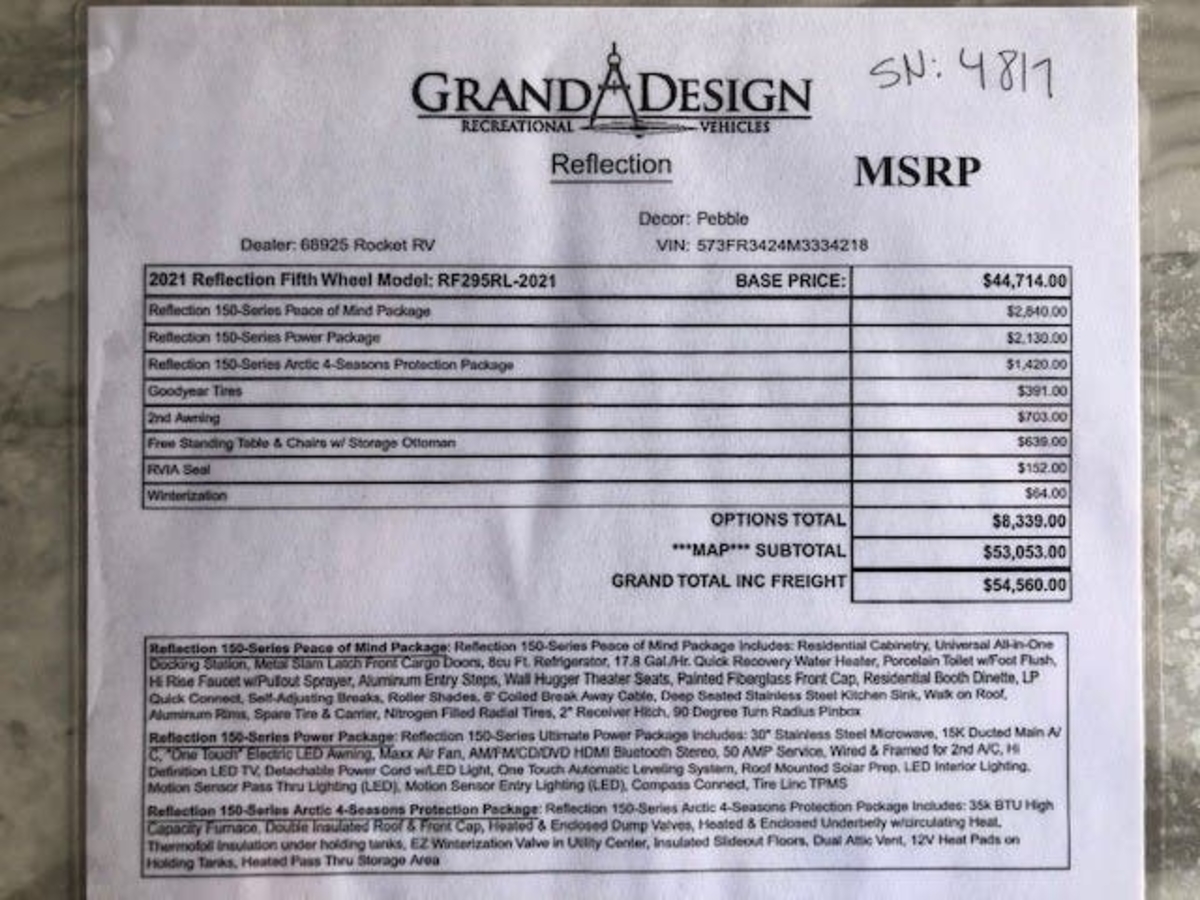 SN: 4817
GRAND DESIGN
RECREATIONAL VEHICLES
Reflection
MSRP
Decor: Pebble
Dealer: 68925 Rocket RV VIN: 573FR3424M3334218
2021 Reflection Fifth Wheel Model: RF295RL-2021 BASE PRICE: $44,714.00
Reflection 150-Series Peace of Mind Package $2,840.00
Reflection 150-Series Power Package $2,130.00
Reflection 150-Series Arctic 4-Seasons Protection Package $1,420.00
Goodyear Tires $391.00
2nd Awning $703.00
Free Standing Table & Chairs w/ Storage Ottoman $639.00
RVIA Seal $152.00
Winterization $64.00
OPTIONS TOTAL $8,339.00
***MAP*** SUBTOTAL $53,053.00
GRAND TOTAL INC FREIGHT $54,560.00
Reflection 150-Series Peace of Mind Package: Reflection 150-Series Peace of Mind Package Includes: Residential Cabinetry, Universal All-In-One
Docking Station, Metal Slam Latch Front Cargo Doors, 8cu Ft. Refrigerator, 17.8 Gal./Hr. Quick Recovery Water Heater, Porcelain Toilet w/Foot Flush,
Hi Rise Faucet w/Pullout Sprayer, Aluminum Entry Steps, Wall Hugger Theater Seats, Painted Fiberglass Front Cap, Residential Booth Dinette, LP
Quick Connect, Self-Adjusting Breaks, Roller Shades, 6' Coiled Break Away Cable, Deep Seated Stainless Steel Kitchen Sink, Walk on Roof,
Aluminum Rims, Spare Tire & Carrier, Nitrogen Filled Radial Tires, 2" Receiver Hitch, 90 Degree Turn Radius Pinbox
Reflection 150-Series Power Package: Reflection 150-Series Ultimate Power Package Includes: 30" Stainless Steel Microwave, 15K Ducted Main A/
C, "One Touch" Electric LED Awning, Maxx Air Fan, AM/FM/CD/DVD HDMI Bluetooth Stereo, 50 AMP Service, Wired & Framed for 2nd A/C, Hi
Definition LED TV, Detachable Power Cord w/LED Light, One Touch Automatic Leveling System, Roof Mounted Solar Prep, LED Interior Lighting,
Motion Sensor Pass Thru Lighting (LED), Motion Sensor Entry Lighting (LED), Compass Connect, Tire Linc TPMS
Reflection 150-Series Arctic 4-Seasons Protection Package: Reflection 150-Series Arctic 4-Seasons Protection Package Includes: 35k BTU High
Capacity Furnace, Double Insulated Roof & Front Cap, Heated & Enclosed Dump Valves, Heated & Enclosed Underbelly w/circulating Heat,
Thermofoil Insulation under holding tanks, EZ Winterization Valve in Utility Center, Insulated Slideout Floors, Dual Attic Vent, 12V Heat Pads on
Holding Tanks, Heated Pass Thru Storage Area